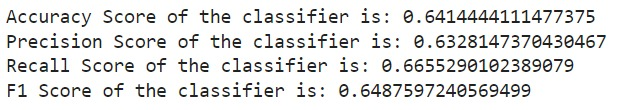 Accuracy Score of the classifier is: 0.6414444111477375
Precision Score of the classifier is: 0.6328147370430467
Recall Score of the classifier is: 0.6655290102389079
F1 Score of the classifier is: 0.6487597240569499